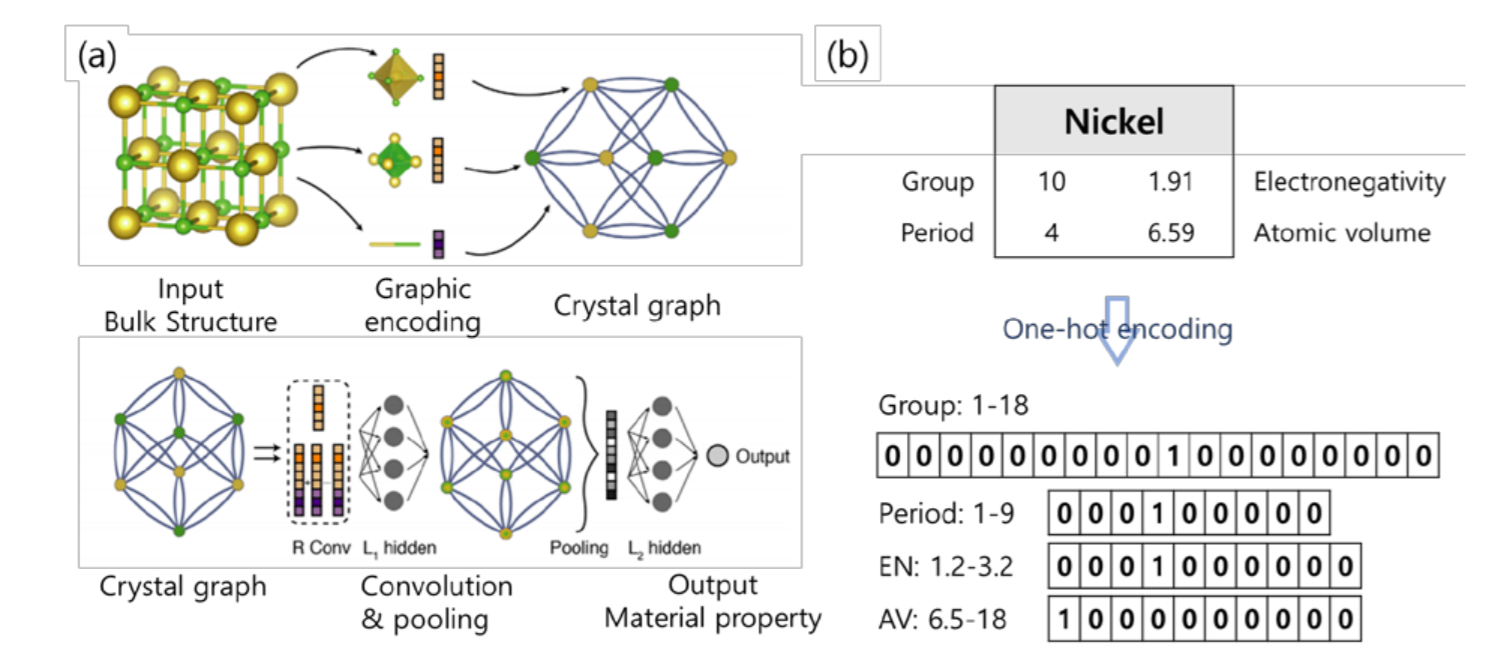 (a)
Input
Bulk Structure
Graphic
encoding
Crystal graph
R Conv L₁ hidden
Pooling L₂ hidden
Output
Crystal graph
Convolution
& pooling
Output
Material property
(b)
Nickel
Group 10 1.91 Electronegativity
Period 4 6.59 Atomic volume
One-hot encoding
Group: 1-18
0 0 0 0 0 0 0 0 0 1 0 0 0 0 0 0 0 0
Period: 1-9 0 0 0 1 0 0 0 0 0
EN: 1.2-3.2 0 0 0 1 0 0 0 0 0 0
AV: 6.5-18 1 0 0 0 0 0 0 0 0 0